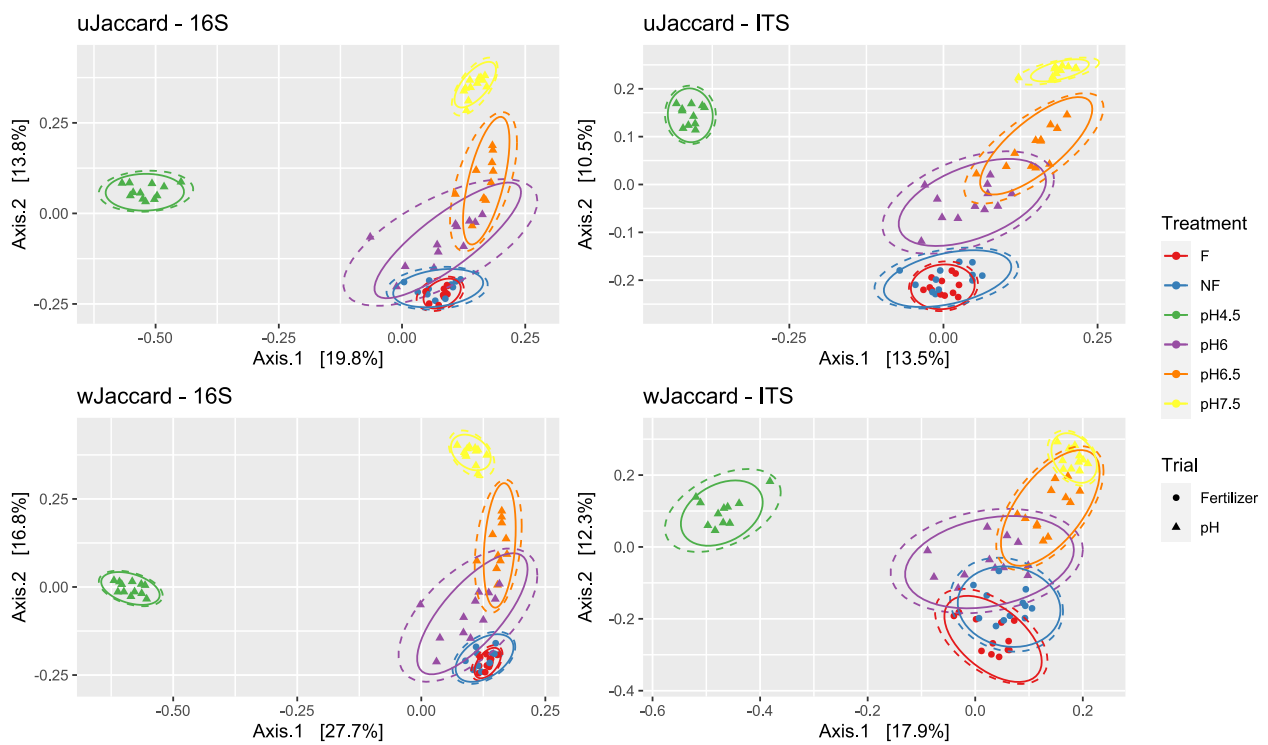 uJaccard - 16S
Axis.2 [13.8%]
0.25
0.00
-0.25
-0.50
-0.25
0.00
0.25
Axis.1 [19.8%]
uJaccard - ITS
Axis.2 [10.5%]
0.2
0.1
0.0
-0.1
-0.2
-0.25
0.00
0.25
Axis.1 [13.5%]
wJaccard - 16S
Axis.2 [16.8%]
0.25
0.00
-0.25
-0.50
-0.25
0.00
0.25
Axis.1 [27.7%]
wJaccard - ITS
Axis.2 [12.3%]
0.2
0.0
-0.2
-0.4
-0.6
-0.4
-0.2
0.0
0.2
Axis.1 [17.9%]
Treatment
F
NF
pH4.5
pH6
pH6.5
pH7.5
Trial
Fertilizer
pH